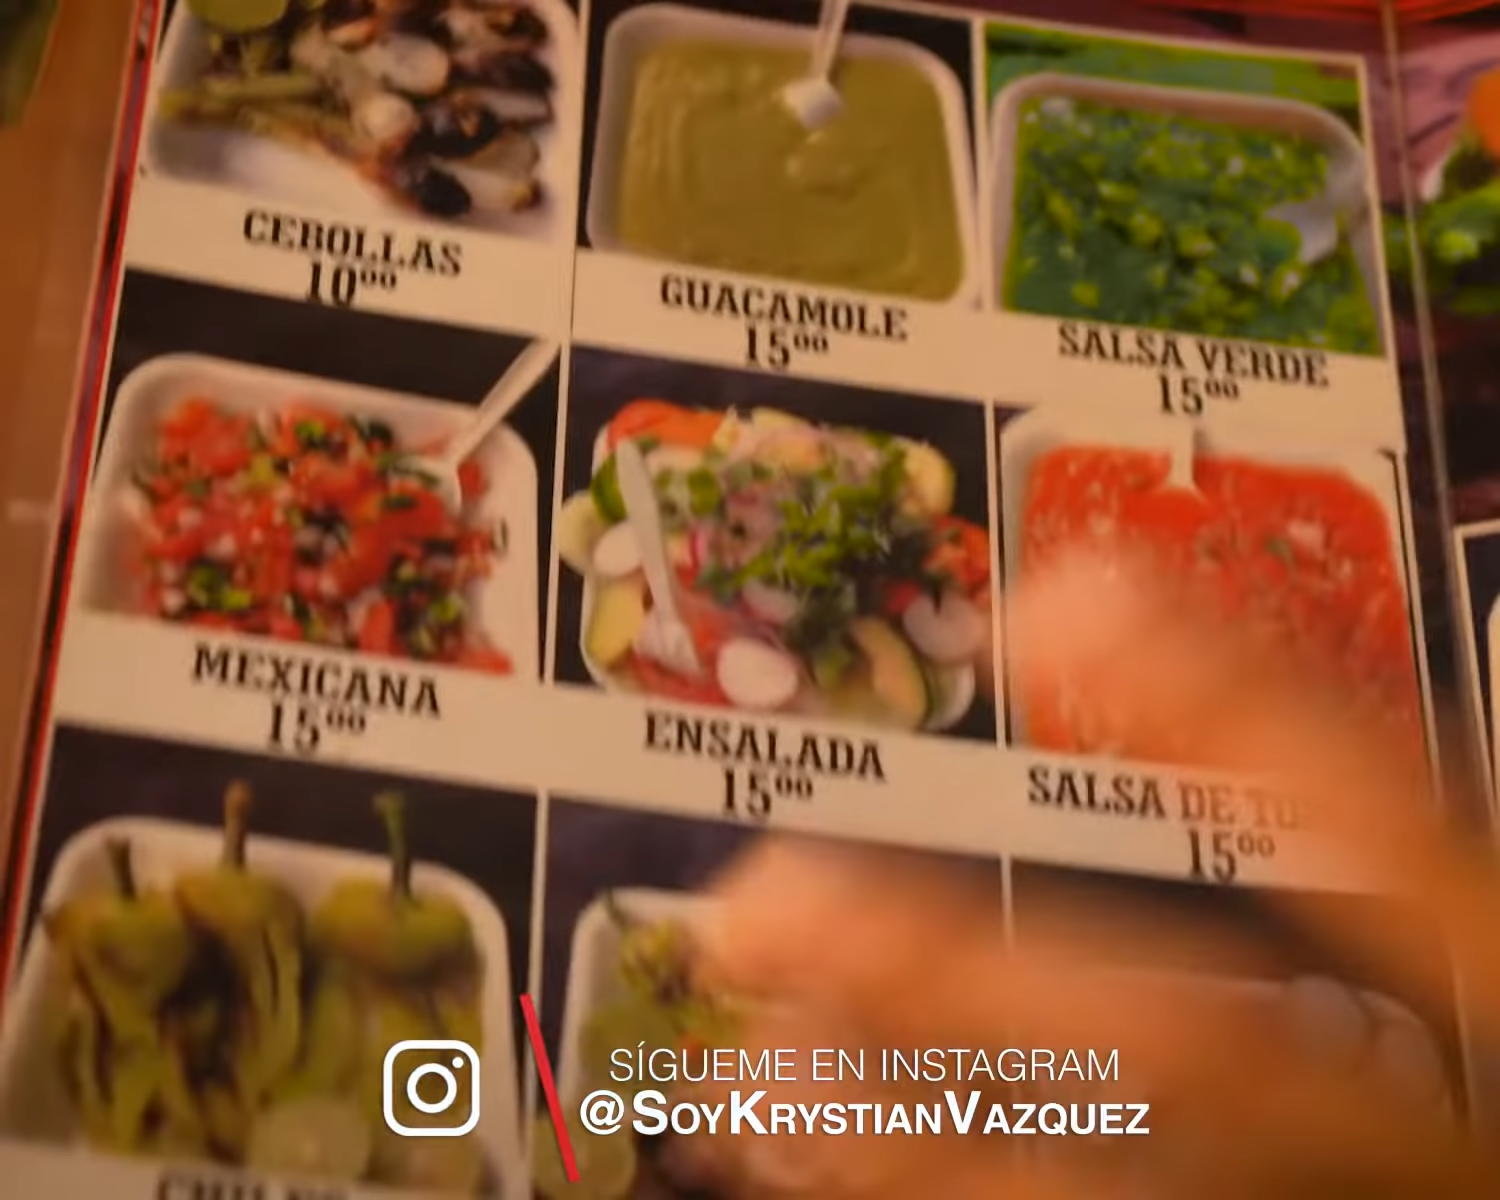 CEBOLLAS
10⁰⁰
GUACAMOLE
15⁰⁰
SALSA VERDE
15⁰⁰
MEXICANA
15⁰⁰
ENSALADA
15⁰⁰
SALSA DE
15⁰⁰
SÍGUEME EN INSTAGRAM
@SOYKRYSTIANVAZQUEZ